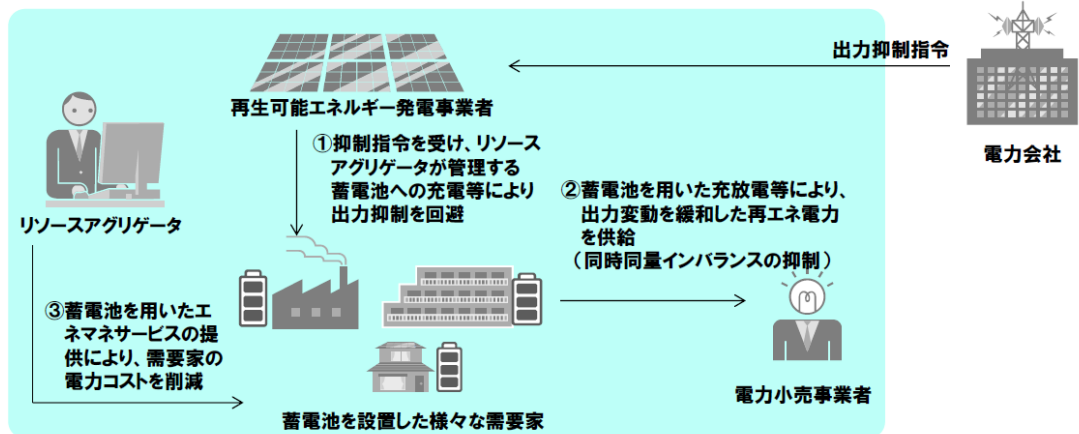 出力抑制指令
電力会社
再生可能エネルギー発電事業者
リソースアグリゲータ
①抑制指令を受け、リソース
アグリゲータが管理する
蓄電池への充電等により
出力抑制を回避
②蓄電池を用いた充放電等により、
出力変動を緩和した再エネ電力
を供給
（同時同量インバランスの抑制）
③蓄電池を用いたエ
ネマネサービスの提
供により、需要家の
電力コストを削減
蓄電池を設置した様々な需要家
電力小売事業者